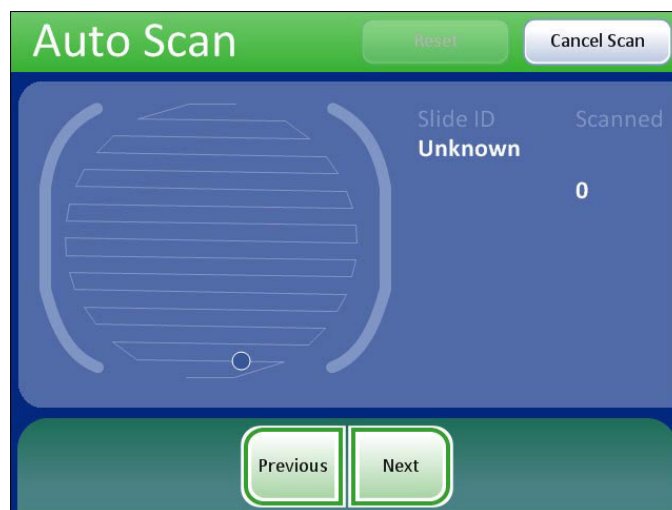 Auto Scan
Reset
Cancel Scan
Slide ID
Scanned
Unknown
0
Previous
Next